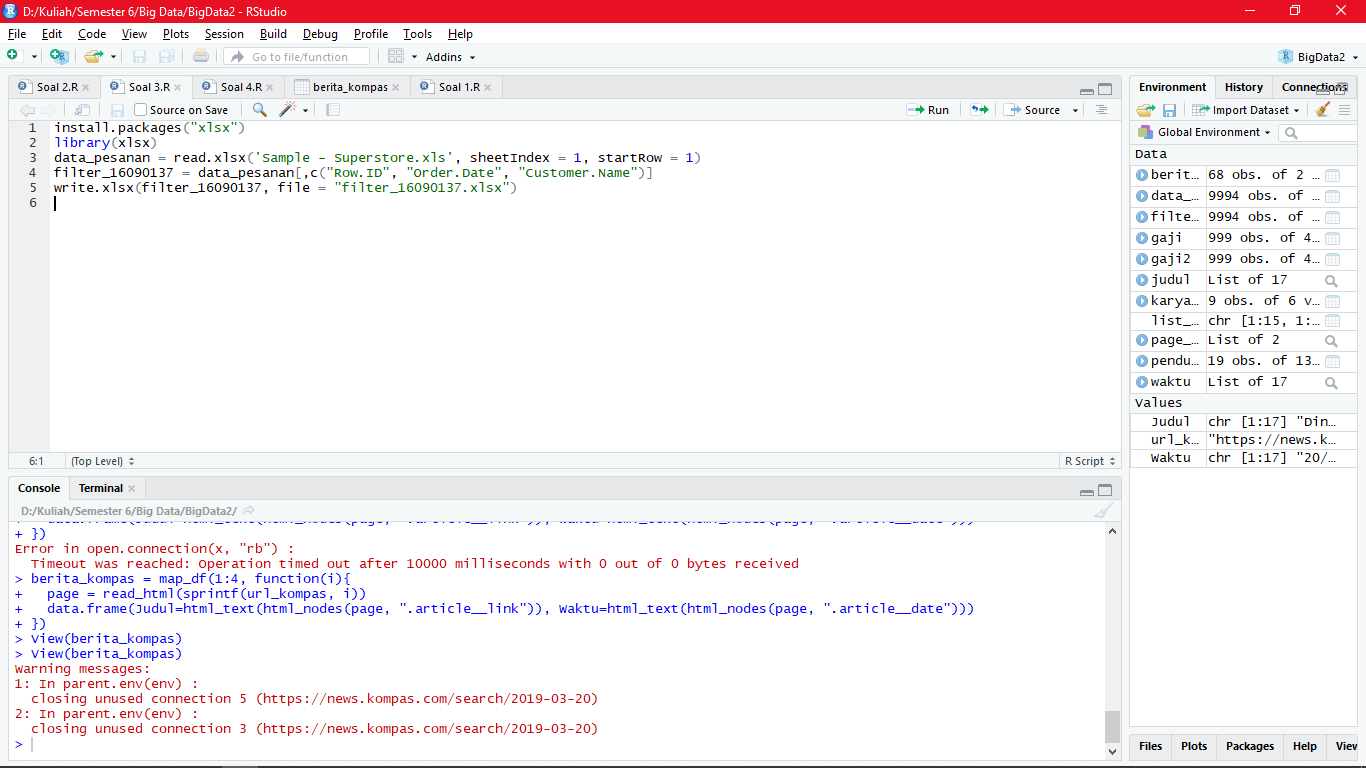 D:/Kuliah/Semester 6/Big Data/BigData2 - RStudio
File Edit Code View Plots Session Build Debug Profile Tools Help
Go to file/function Addins BigData2
Soal 2.R Soal 3.R Soal 4.R berita_kompas Soal 1.R
Source on Save Run Source
1 install.packages("xlsx")
2 library(xlsx)
3 data_pesanan = read.xlsx('Sample - Superstore.xls', sheetIndex = 1, startRow = 1)
4 filter_16090137 = data_pesanan[,c("Row.ID", "Order.Date", "Customer.Name")]
5 write.xlsx(filter_16090137, file = "filter_16090137.xlsx")
6
6:1 (Top Level) R Script
Console Terminal
D:/Kuliah/Semester 6/Big Data/BigData2/
+   data.frame(Judul=html_text(html_nodes(page, ".article__link")), Waktu=html_text(html_nodes(page, ".article__date")))
+ })
Error in open.connection(x, "rb") :
  Timeout was reached: Operation timed out after 10000 milliseconds with 0 out of 0 bytes received
> berita_kompas = map_df(1:4, function(i){
+   page = read_html(sprintf(url_kompas, i))
+   data.frame(Judul=html_text(html_nodes(page, ".article__link")), Waktu=html_text(html_nodes(page, ".article__date")))
+ })
> View(berita_kompas)
> View(berita_kompas)
Warning messages:
1: In parent.env(env) :
  closing unused connection 5 (https://news.kompas.com/search/2019-03-20)
2: In parent.env(env) :
  closing unused connection 3 (https://news.kompas.com/search/2019-03-20)
>
Environment History Connections
Import Dataset
Global Environment
Data
berit… 68 obs. of 2 …
data_… 9994 obs. of …
filte… 9994 obs. of …
gaji 999 obs. of 4…
gaji2 999 obs. of 4…
judul List of 17
karya… 9 obs. of 6 v…
list_… chr [1:15, 1:…
page_… List of 2
pendu… 19 obs. of 13…
waktu List of 17
Values
Judul chr [1:17] "Din…
url_k… "https://news.k…
Waktu chr [1:17] "20/…
Files Plots Packages Help View